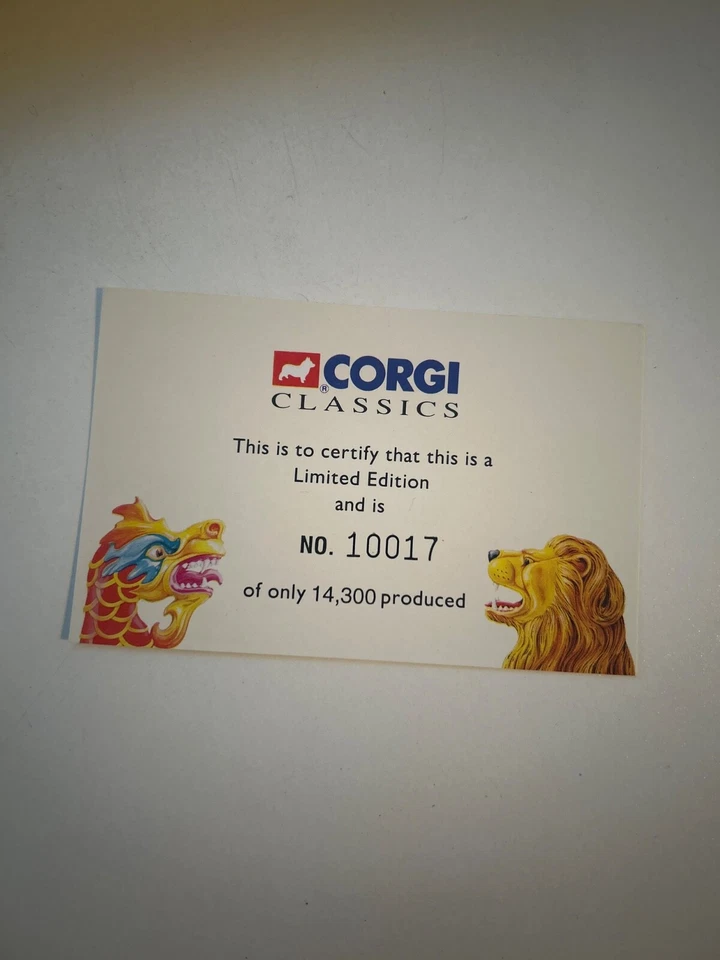 CORGI
®
CLASSICS
This is to certify that this is a
Limited Edition
and is
NO. 10017
of only 14,300 produced